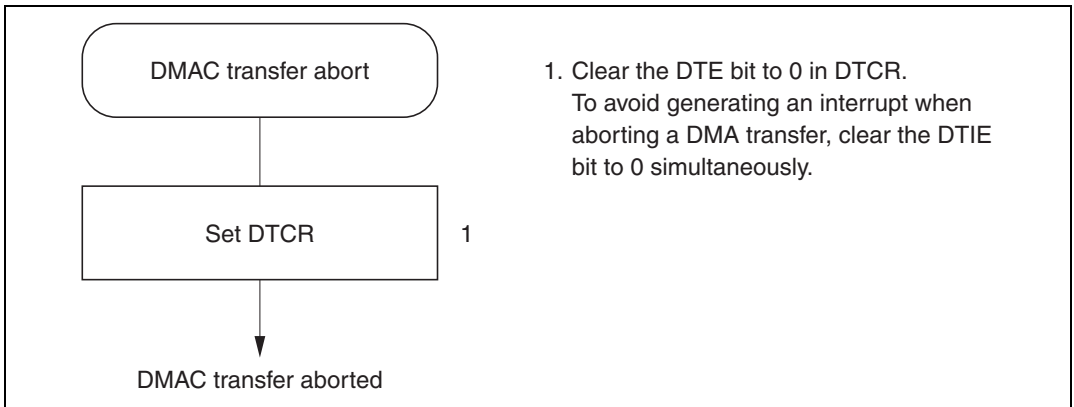 DMAC transfer abort
1. Clear the DTE bit to 0 in DTCR.
To avoid generating an interrupt when
aborting a DMA transfer, clear the DTIE
bit to 0 simultaneously.
Set DTCR
1
DMAC transfer aborted